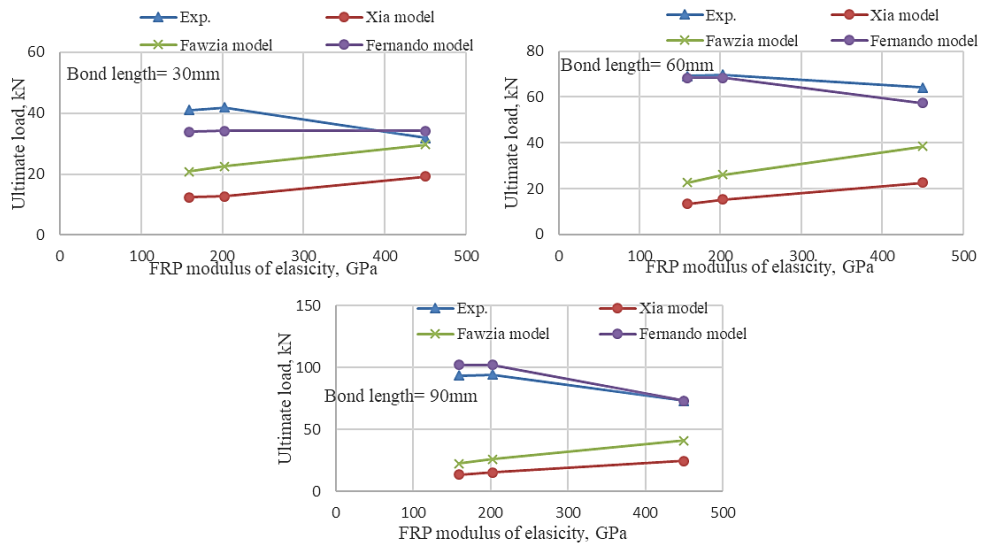 Exp.
Xia model
Fawzia model
Fernando model
Bond length= 30mm
Ultimate load, kN
60
40
20
0
0 100 200 300 400 500
FRP modulus of elasicity, GPa
Exp.
Xia model
Fawzia model
Fernando model
Bond length= 60mm
Ultimate load, kN
80
60
40
20
0
0 100 200 300 400 500
FRP modulus of elasicity, GPa
Exp.
Xia model
Fawzia model
Fernando model
Bond length= 90mm
Ultimate load, kN
150
100
50
0
0 100 200 300 400 500
FRP modulus of elasicity, GPa